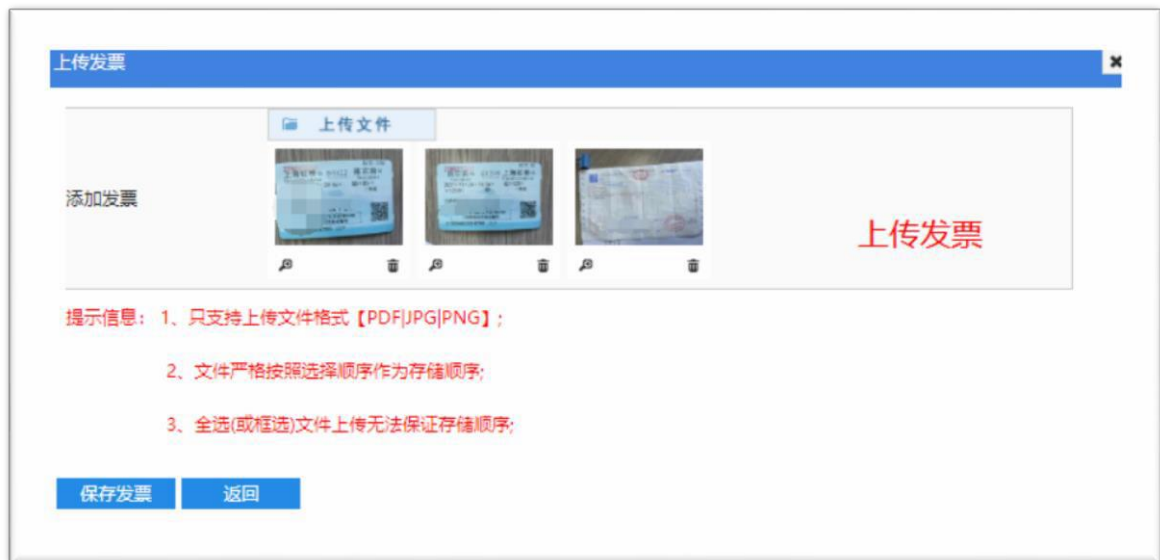 上传发票
上传文件
添加发票
上传发票
提示信息： 1、只支持上传文件格式【PDF|JPG|PNG】;
2、文件严格按照选择顺序作为存储顺序;
3、全选(或框选)文件上传无法保证存储顺序;
保存发票
返回